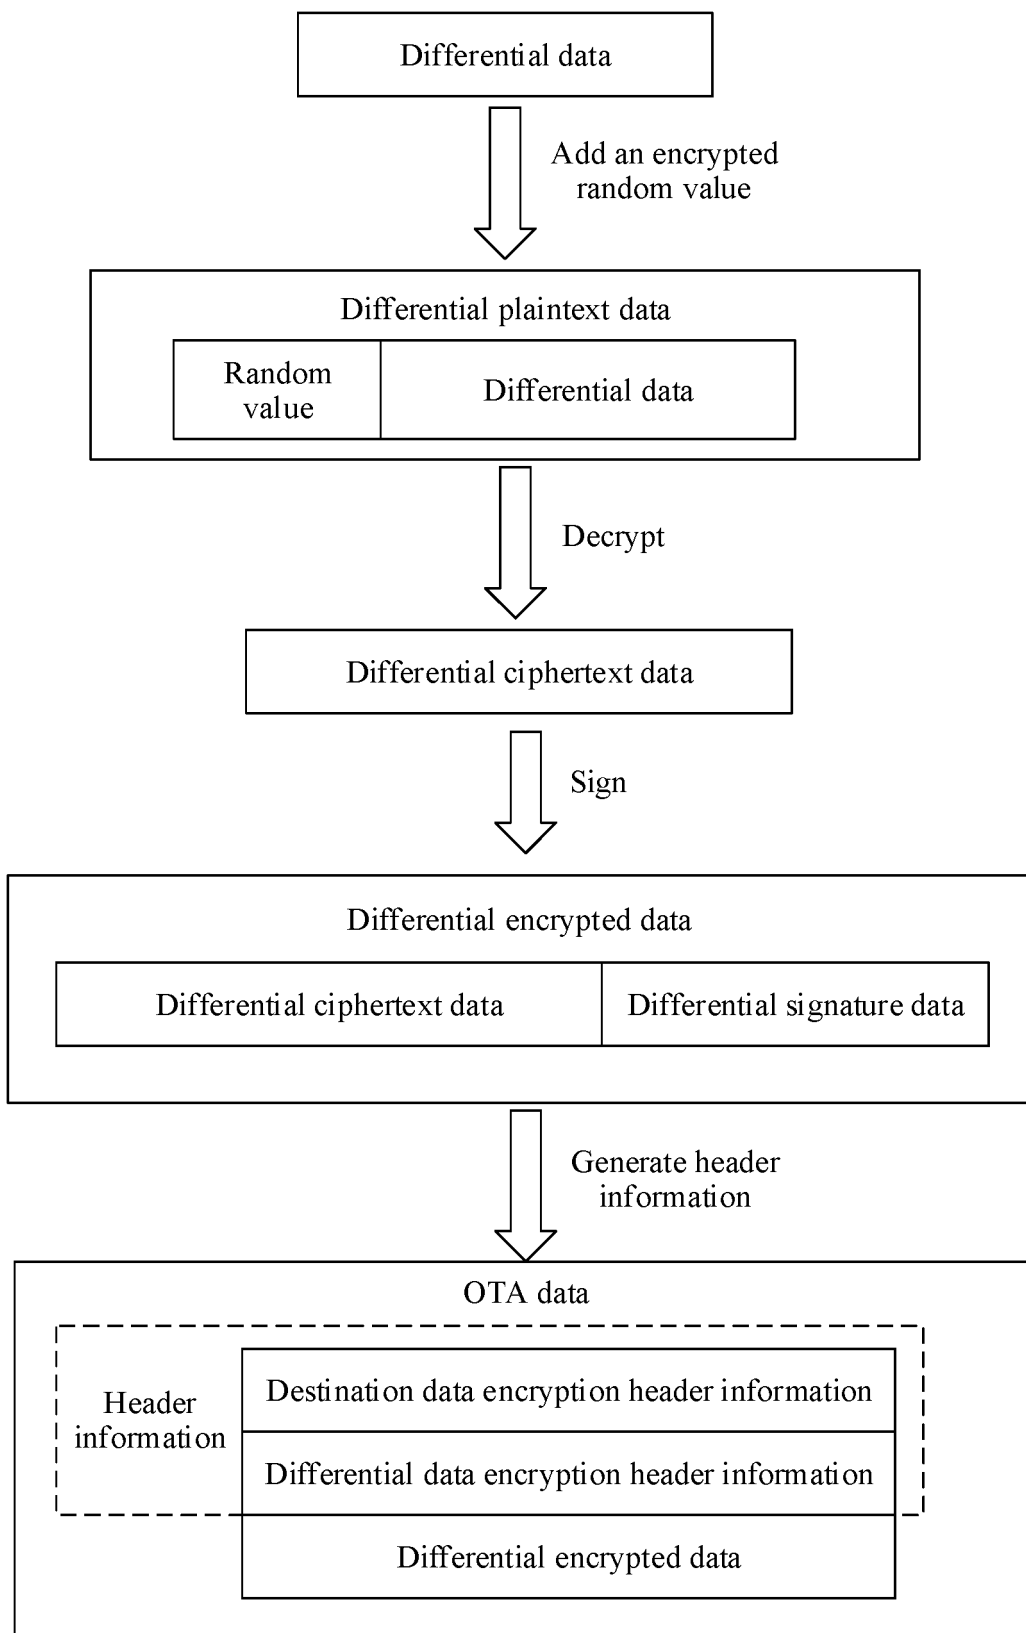 Differential data
Add an encrypted
random value
Differential plaintext data
Random
value
Differential data
Decrypt
Differential ciphertext data
Sign
Differential encrypted data
Differential ciphertext data
Differential signature data
Generate header
information
OTA data
Header
information
Destination data encryption header information
Differential data encryption header information
Differential encrypted data